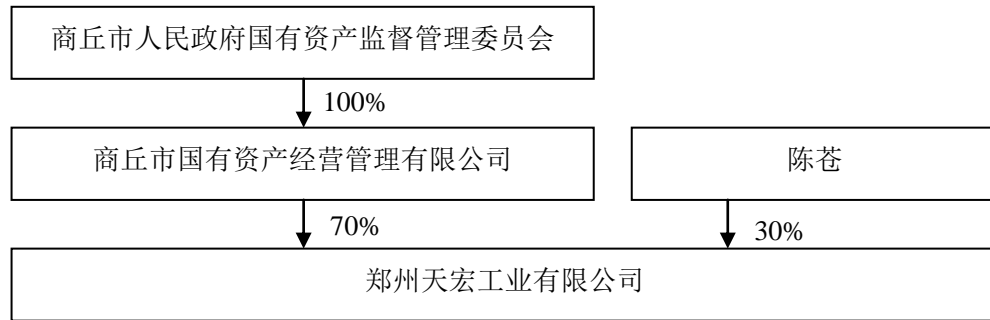 商丘市人民政府国有资产监督管理委员会
100%
商丘市国有资产经营管理有限公司
陈苍
70%
30%
郑州天宏工业有限公司